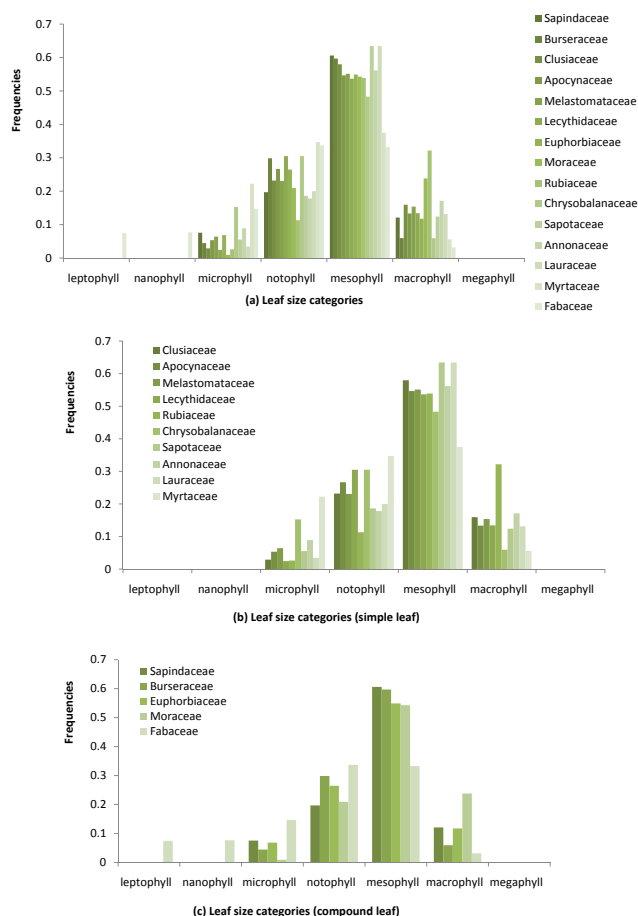 0.7
0.6
0.5
0.4
0.3
0.2
0.1
0
Frequencies
leptophyll nanophyll microphyll notophyll mesophyll macrophyll megaphyll
(a) Leaf size categories
Sapindaceae
Burseraceae
Clusiaceae
Apocynaceae
Melastomataceae
Lecythidaceae
Euphorbiaceae
Moraceae
Rubiaceae
Chrysobalanaceae
Sapotaceae
Annonaceae
Lauraceae
Myrtaceae
Fabaceae
0.7
0.6
0.5
0.4
0.3
0.2
0.1
0
Frequencies
Clusiaceae
Apocynaceae
Melastomataceae
Lecythidaceae
Rubiaceae
Chrysobalanaceae
Sapotaceae
Annonaceae
Lauraceae
Myrtaceae
leptophyll nanophyll microphyll notophyll mesophyll macrophyll megaphyll
(b) Leaf size categories (simple leaf)
0.7
0.6
0.5
0.4
0.3
0.2
0.1
0
Frequencies
Sapindaceae
Burseraceae
Euphorbiaceae
Moraceae
Fabaceae
leptophyll nanophyll microphyll notophyll mesophyll macrophyll megaphyll
(c) Leaf size categories (compound leaf)